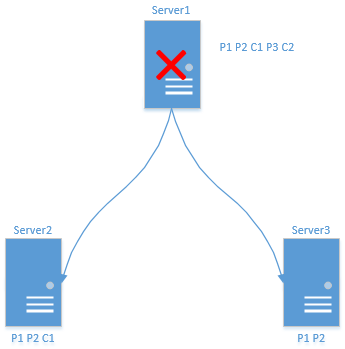 Server1
P1 P2 C1 P3 C2
Server2
Server3
P1 P2 C1
P1 P2